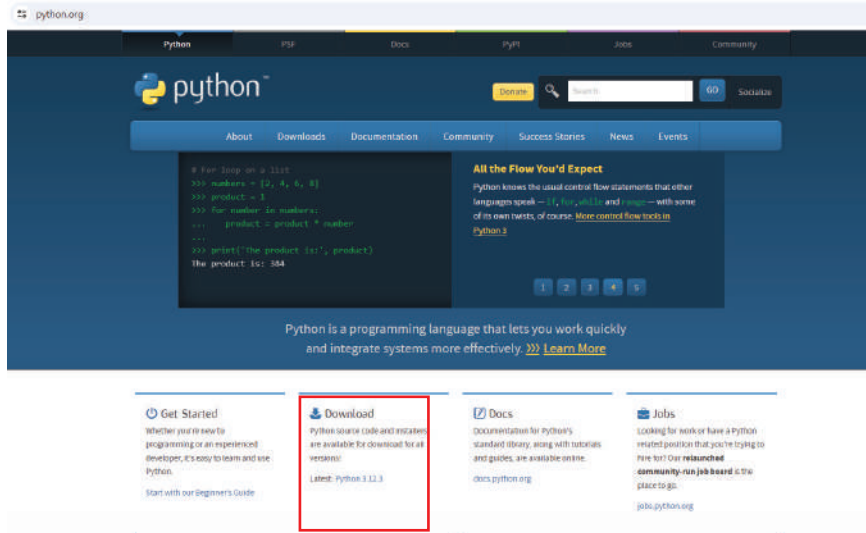 python.org
Python PSF Docs PyPI Jobs Community
python™
Donate Search GO Socialize
About Downloads Documentation Community Success Stories News Events
# For loop on a list
>>> numbers = [2, 4, 6, 8]
>>> product = 1
>>> for number in numbers:
... product = product * number
...
>>> print('The product is:', product)
The product is: 384
All the Flow You'd Expect
Python knows the usual control flow statements that other
languages speak — if, for, while and range — with some
of its own twists, of course. More control flow tools in
Python 3
1 2 3 4 5
Python is a programming language that lets you work quickly
and integrate systems more effectively. >>> Learn More
Get Started
Whether you're new to
programming or an experienced
developer, it's easy to learn and use
Python.
Start with our Beginner's Guide
Download
Python source code and installers
are available for download for all
versions!
Latest: Python 3.12.3
Docs
Documentation for Python's
standard library, along with tutorials
and guides, are available online.
docs.python.org
Jobs
Looking for work or have a Python
related position that you're trying to
hire for? Our relaunched
community-run job board is the
place to go.
jobs.python.org